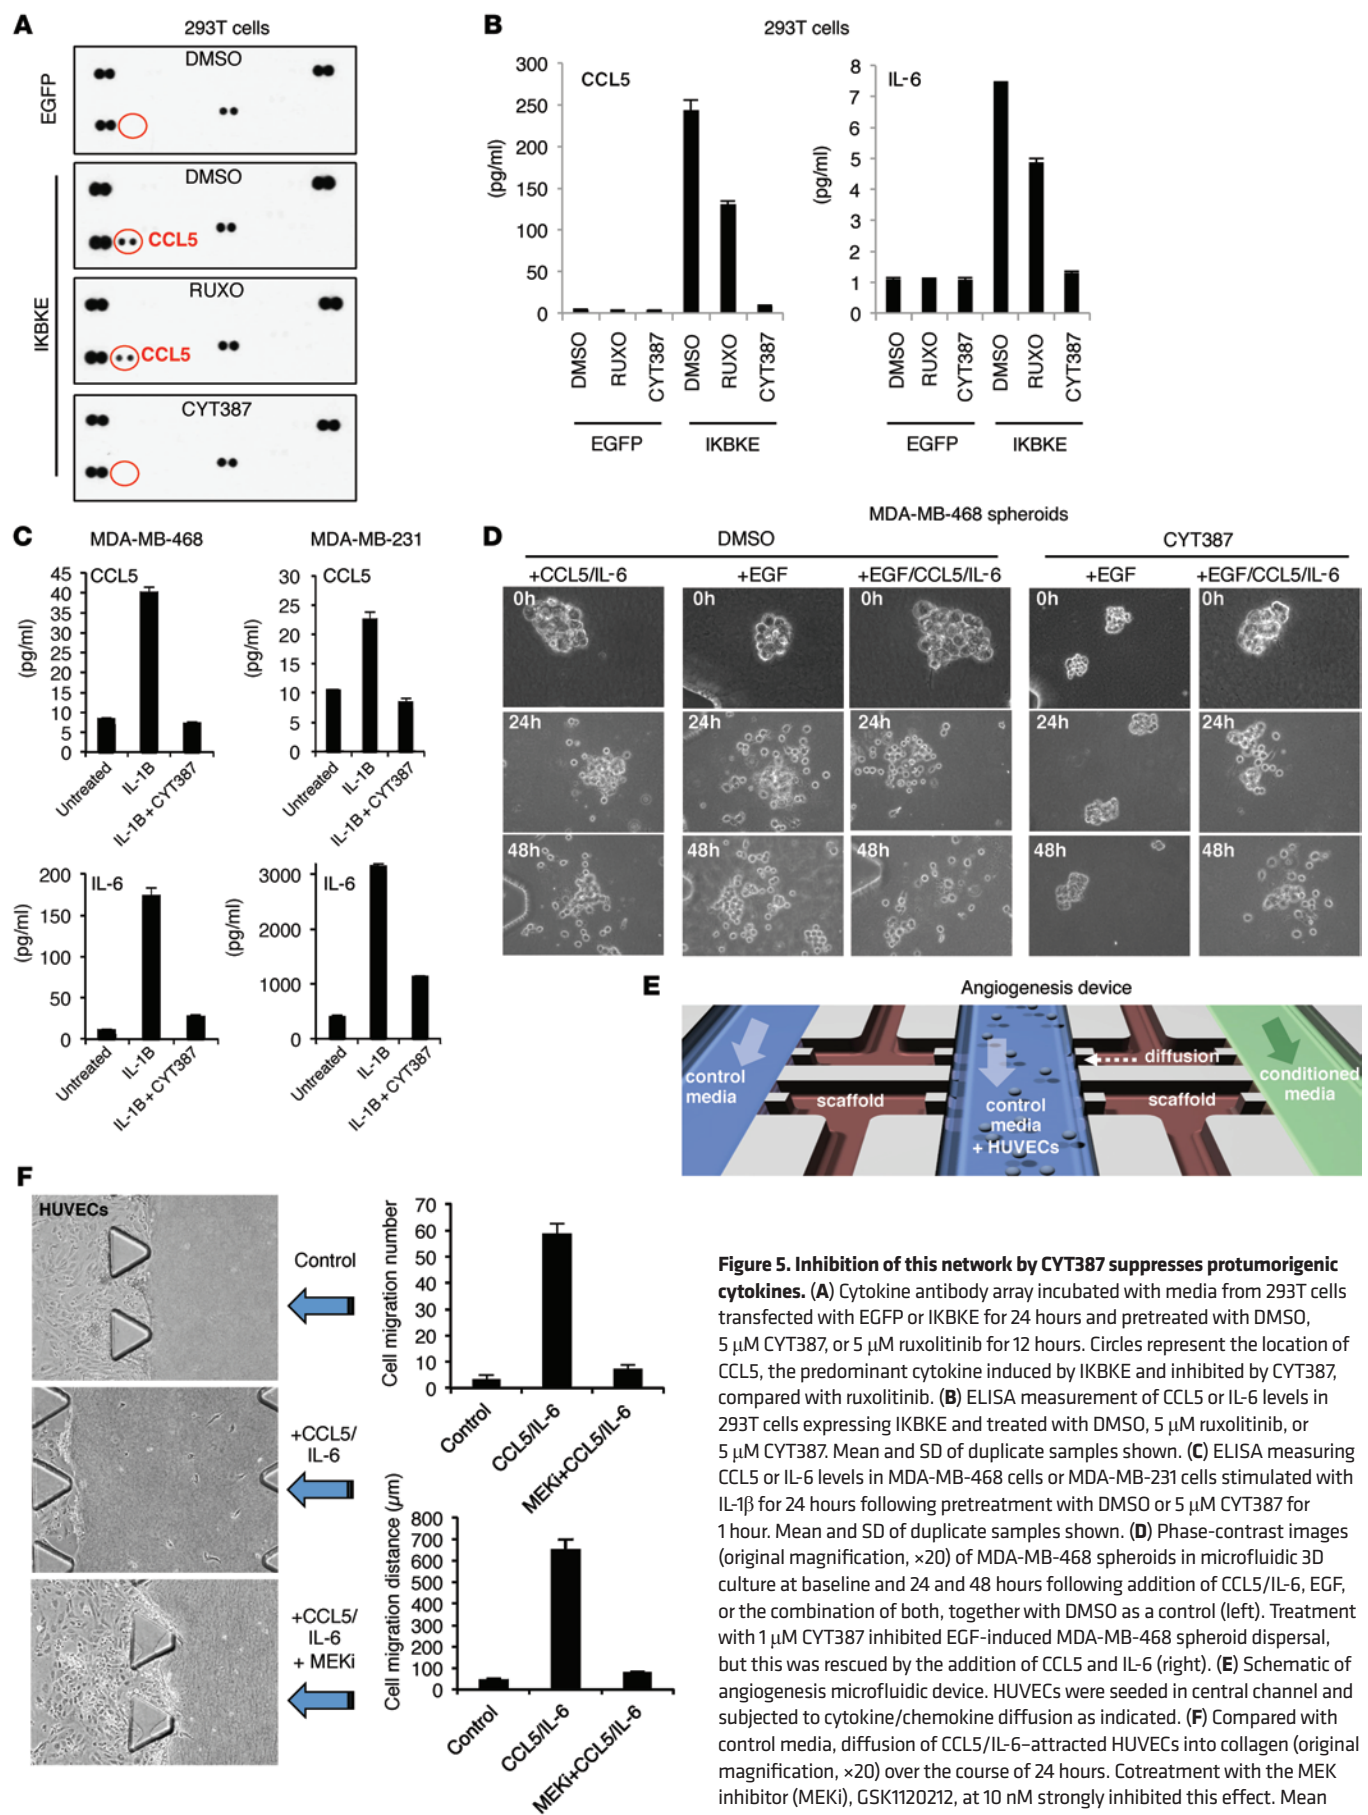 A
293T cells
EGFP
DMSO
IKBKE
DMSO
CCL5
RUXO
CCL5
CYT387
B
293T cells
CCL5
(pg/ml)
300
250
200
150
100
50
0
DMSO
RUXO
CYT387
DMSO
RUXO
CYT387
EGFP
IKBKE
IL-6
(pg/ml)
8
7
6
5
4
3
2
1
0
DMSO
RUXO
CYT387
DMSO
RUXO
CYT387
EGFP
IKBKE
C
MDA-MB-468
CCL5
(pg/ml)
45
40
35
30
25
20
15
10
5
0
Untreated
IL-1B
IL-1B + CYT387
MDA-MB-231
CCL5
(pg/ml)
30
25
20
15
10
5
0
Untreated
IL-1B
IL-1B + CYT387
IL-6
(pg/ml)
200
150
100
50
0
Untreated
IL-1B
IL-1B + CYT387
IL-6
(pg/ml)
3000
2000
1000
0
Untreated
IL-1B
IL-1B + CYT387
D
MDA-MB-468 spheroids
DMSO
CYT387
+CCL5/IL-6
+EGF
+EGF/CCL5/IL-6
+EGF
+EGF/CCL5/IL-6
0h
0h
0h
0h
0h
24h
24h
24h
24h
24h
48h
48h
48h
48h
48h
E
Angiogenesis device
control
media
scaffold
control
media
+ HUVECs
diffusion
scaffold
conditioned
media
F
HUVECs
Control
+CCL5/
IL-6
+CCL5/
IL-6
+ MEKi
Cell migration number
70
60
50
40
30
20
10
0
Control
CCL5/IL-6
MEKi+CCL5/IL-6
Cell migration distance (µm)
800
700
600
500
400
300
200
100
0
Control
CCL5/IL-6
MEKi+CCL5/IL-6
Figure 5. Inhibition of this network by CYT387 suppresses protumorigenic
cytokines. (A) Cytokine antibody array incubated with media from 293T cells
transfected with EGFP or IKBKE for 24 hours and pretreated with DMSO,
5 µM CYT387, or 5 µM ruxolitinib for 12 hours. Circles represent the location of
CCL5, the predominant cytokine induced by IKBKE and inhibited by CYT387,
compared with ruxolitinib. (B) ELISA measurement of CCL5 or IL-6 levels in
293T cells expressing IKBKE and treated with DMSO, 5 µM ruxolitinib, or
5 µM CYT387. Mean and SD of duplicate samples shown. (C) ELISA measuring
CCL5 or IL-6 levels in MDA-MB-468 cells or MDA-MB-231 cells stimulated with
IL-1β for 24 hours following pretreatment with DMSO or 5 µM CYT387 for
1 hour. Mean and SD of duplicate samples shown. (D) Phase-contrast images
(original magnification, ×20) of MDA-MB-468 spheroids in microfluidic 3D
culture at baseline and 24 and 48 hours following addition of CCL5/IL-6, EGF,
or the combination of both, together with DMSO as a control (left). Treatment
with 1 µM CYT387 inhibited EGF-induced MDA-MB-468 spheroid dispersal,
but this was rescued by the addition of CCL5 and IL-6 (right). (E) Schematic of
angiogenesis microfluidic device. HUVECs were seeded in central channel and
subjected to cytokine/chemokine diffusion as indicated. (F) Compared with
control media, diffusion of CCL5/IL-6–attracted HUVECs into collagen (original
magnification, ×20) over the course of 24 hours. Cotreatment with the MEK
inhibitor (MEKi), GSK1120212, at 10 nM strongly inhibited this effect. Mean